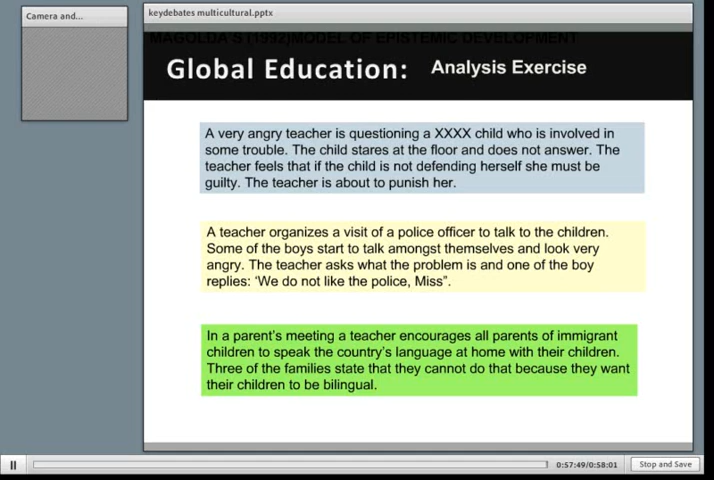 Camera and...
keydebates multicultural.pptx
MAGOLDA'S (1992)MODEL OF EPISTEMIC DEVELOPMENT
Global Education: Analysis Exercise
A very angry teacher is questioning a XXXX child who is involved in
some trouble. The child stares at the floor and does not answer. The
teacher feels that if the child is not defending herself she must be
guilty. The teacher is about to punish her.
A teacher organizes a visit of a police officer to talk to the children.
Some of the boys start to talk amongst themselves and look very
angry. The teacher asks what the problem is and one of the boy
replies: ‘We do not like the police, Miss”.
In a parent's meeting a teacher encourages all parents of immigrant
children to speak the country's language at home with their children.
Three of the families state that they cannot do that because they want
their children to be bilingual.
0:57:49/0:58:01
Stop and Save